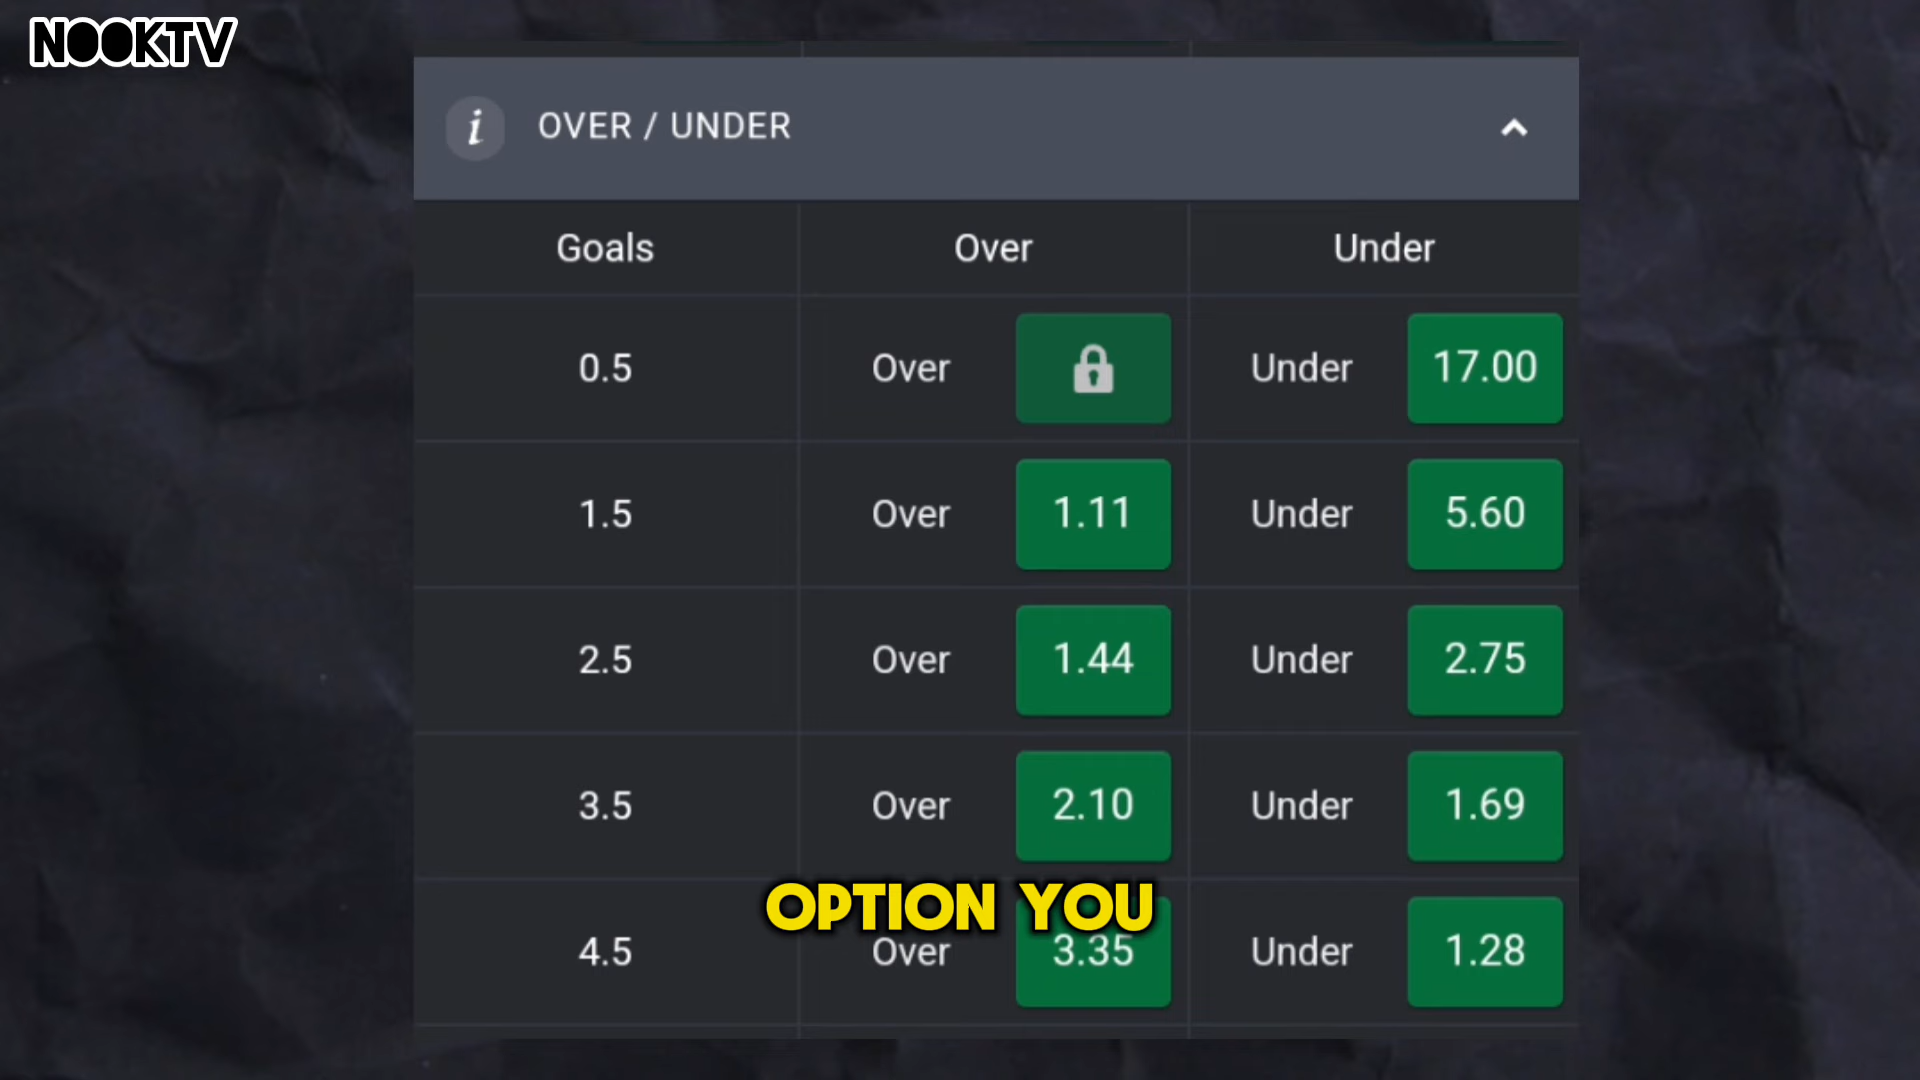 NOOKTV
i OVER / UNDER
Goals Over Under
0.5 Over Under 17.00
1.5 Over 1.11 Under 5.60
2.5 Over 1.44 Under 2.75
3.5 Over 2.10 Under 1.69
OPTION YOU
4.5 Over 3.35 Under 1.28